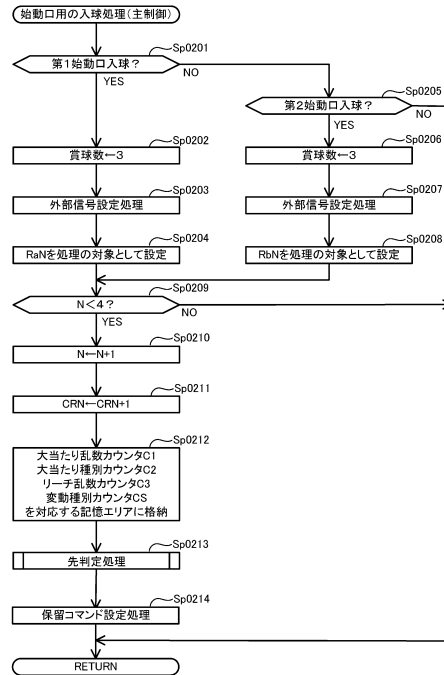 始動口用の入球処理(主制御)
Sp0201
第1始動口入球?
NO
YES
Sp0205
第2始動口入球?
NO
YES
Sp0202
賞球数←3
Sp0206
賞球数←3
Sp0203
外部信号設定処理
Sp0207
外部信号設定処理
Sp0204
RaNを処理の対象として設定
Sp0208
RbNを処理の対象として設定
Sp0209
N<4?
NO
YES
Sp0210
N←N+1
Sp0211
CRN←CRN+1
Sp0212
大当たり乱数カウンタC1
大当たり種別カウンタC2
リーチ乱数カウンタC3
変動種別カウンタCS
を対応する記憶エリアに格納
Sp0213
先判定処理
Sp0214
保留コマンド設定処理
RETURN